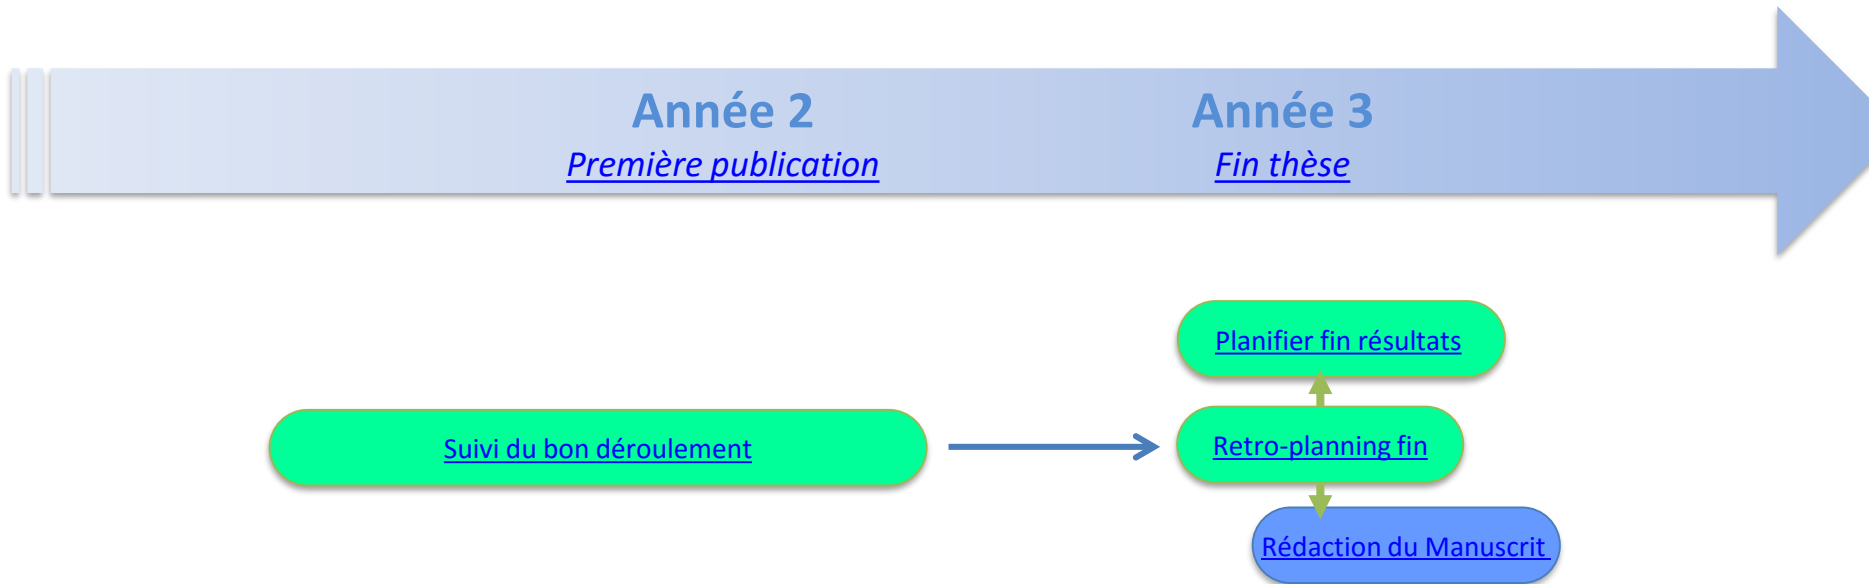 Année 2
Première publication
Année 3
Fin thèse
Planifier fin résultats
Suivi du bon déroulement
Retro-planning fin
Rédaction du Manuscrit